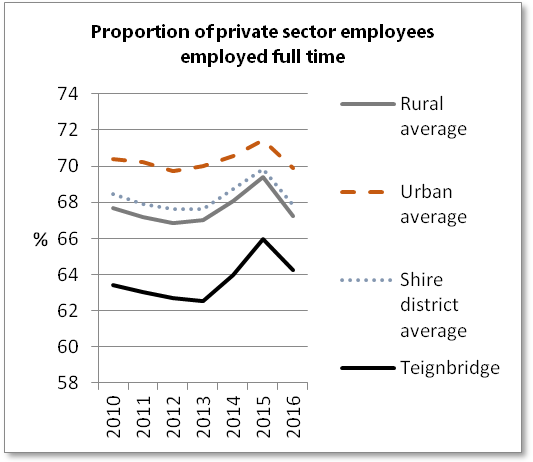 Proportion of private sector employees
employed full time
74
72
70
68
66
64
62
60
58
%
2010
2011
2012
2013
2014
2015
2016
Rural
average
Urban
average
Shire
district
average
Teignbridge